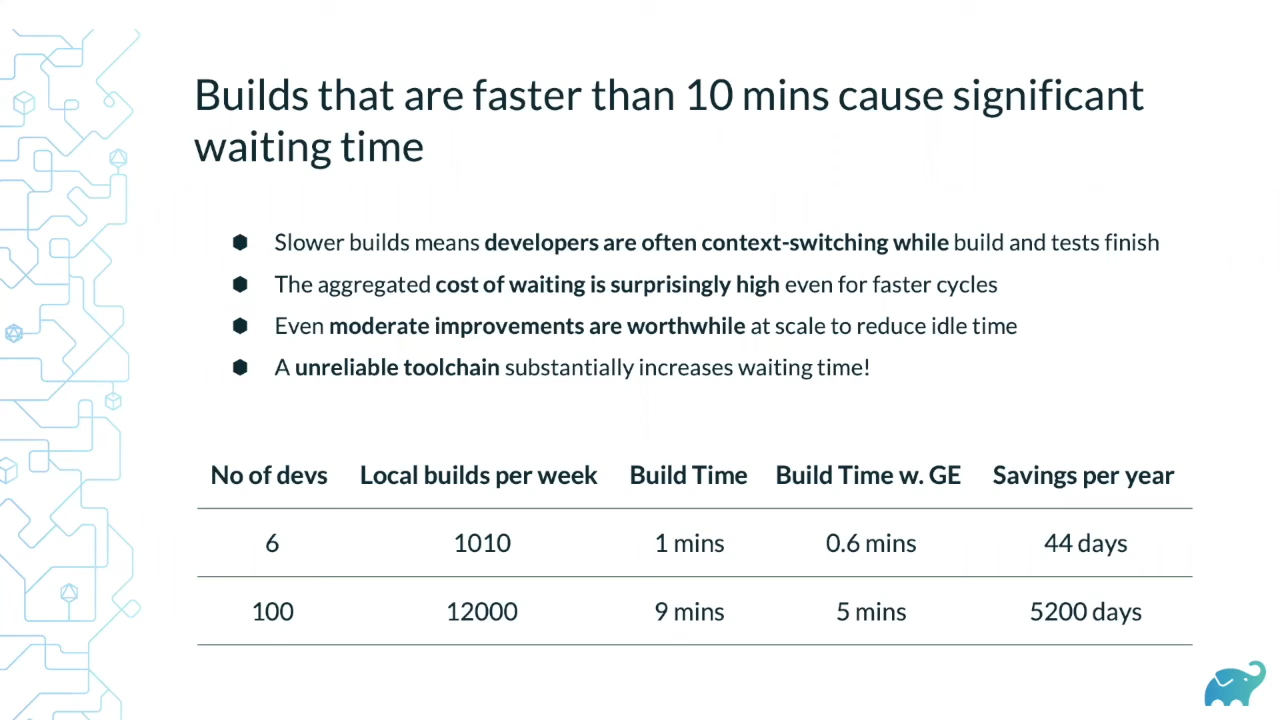 Builds that are faster than 10 mins cause significant
waiting time
Slower builds means developers are often context-switching while build and tests finish
The aggregated cost of waiting is surprisingly high even for faster cycles
Even moderate improvements are worthwhile at scale to reduce idle time
A unreliable toolchain substantially increases waiting time!
No of devs Local builds per week Build Time Build Time w. GE Savings per year
6 1010 1 mins 0.6 mins 44 days
100 12000 9 mins 5 mins 5200 days